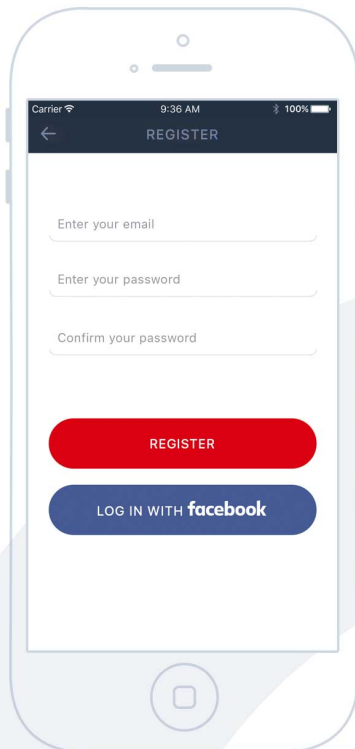 Carrier 9:36 AM 100%
REGISTER
Enter your email
Enter your password
Confirm your password
REGISTER
LOG IN WITH facebook